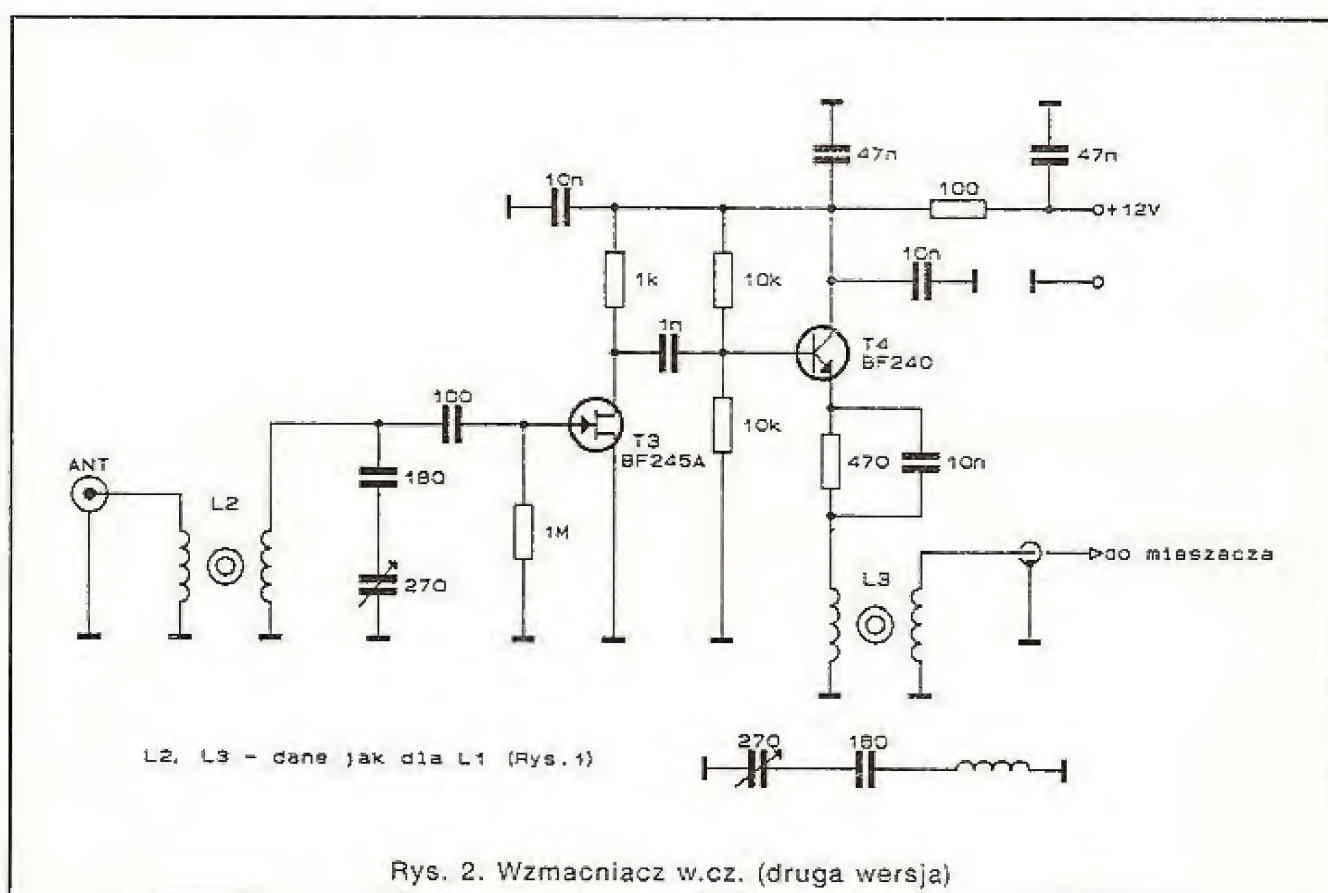 47n
47n
10n
100
+12V
10n
1k
10k
1n
T4
BF240
100
10k
T3
BF245A
470
10n
ANT
180
L2
1M
270
do mieszacza
L3
270
180
L2, L3 - dane jak dla L1 (Rys.1)
Rys. 2. Wzmacniacz w.cz. (druga wersja)